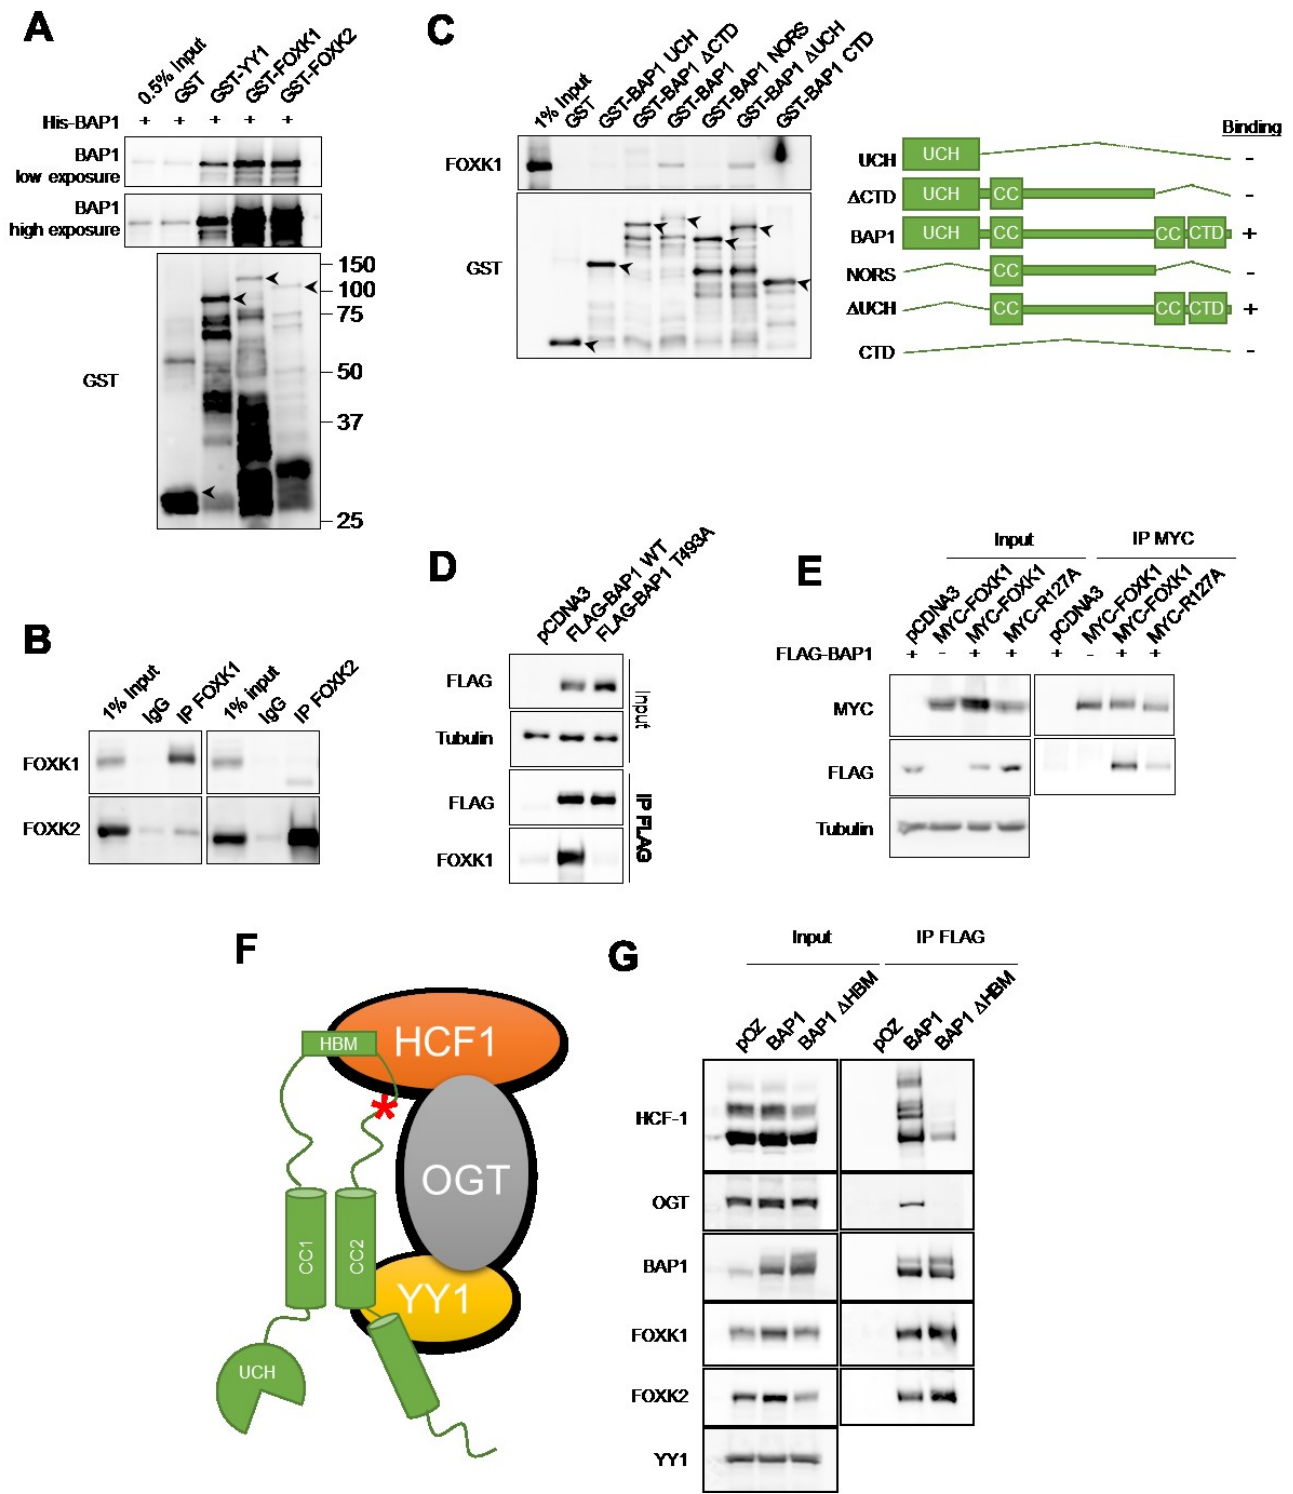 A
0.5% Input
GST
GST-YY1
GST-FOXK1
GST-FOXK2
His-BAP1 + + + + +
BAP1
low exposure
BAP1
high exposure
GST
150
100
75
50
37
25
B
1% Input
IgG
IP FOXK1
1% input
IgG
IP FOXK2
FOXK1
FOXK2
C
1% Input
GST
GST-BAP1 UCH
GST-BAP1 ΔCTD
GST-BAP1
GST-BAP1 NORS
GST-BAP1 ΔUCH
GST-BAP1 CTD
FOXK1
GST
Binding
UCH UCH -
ΔCTD UCH CC -
BAP1 UCH CC CC CTD +
NORS CC -
ΔUCH CC CC CTD +
CTD -
D
pCDNA3
FLAG-BAP1 WT
FLAG-BAP1 T493A
FLAG
Tubulin
Input
FLAG
FOXK1
IP FLAG
E
Input IP MYC
pCDNA3
MYC-FOXK1
MYC-FOXK1
MYC-R127A
pCDNA3
MYC-FOXK1
MYC-FOXK1
MYC-R127A
FLAG-BAP1 + - + + + - + +
MYC
FLAG
Tubulin
F
HBM
HCF1
*
OGT
CC1
CC2
YY1
UCH
G
Input IP FLAG
pOZ
BAP1
BAP1 ΔHBM
pOZ
BAP1
BAP1 ΔHBM
HCF-1
OGT
BAP1
FOXK1
FOXK2
YY1